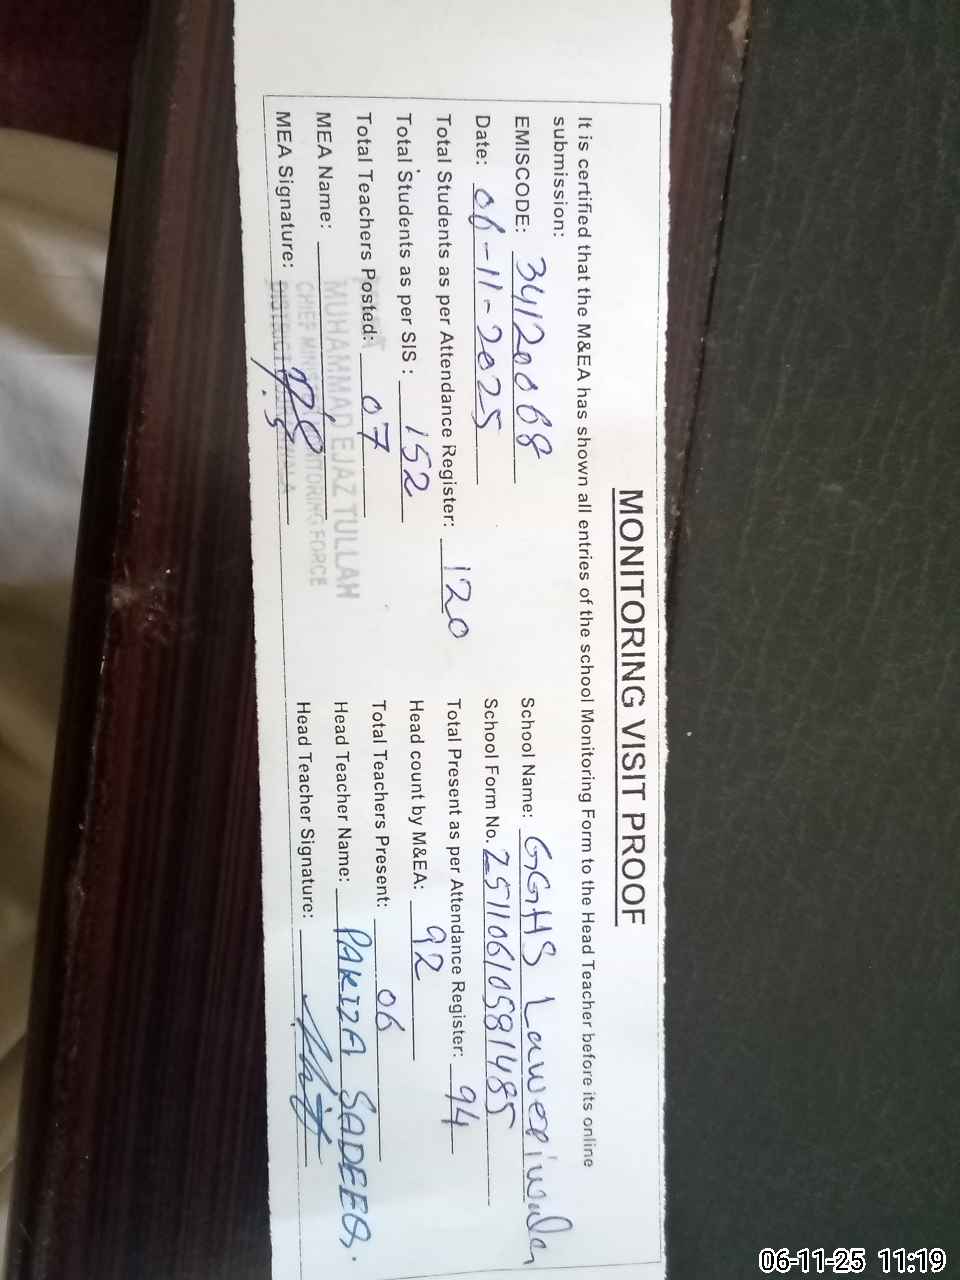 MONITORING VISIT PROOF
It is certified that the M&EA has shown all entries of the school Monitoring Form to the Head Teacher before its online
submission:
EMISCODE: 34120068 School Name: GGHS Laweriwala
Date: 06-11-2025 School Form No. 25110610581485
Total Students as per Attendance Register: 120 Total Present as per Attendance Register: 94
Total Students as per SIS: 152 Head count by M&EA: 92
Total Teachers Posted: 07 Total Teachers Present: 06
MEA Name: Head Teacher Name: PAKIZA SADEEQ.
MEA Signature: Head Teacher Signature:
MUHAMMAD EJAZ TULLAH
CHIEF MINISTER MONITORING FORCE
06-11-25 11:19